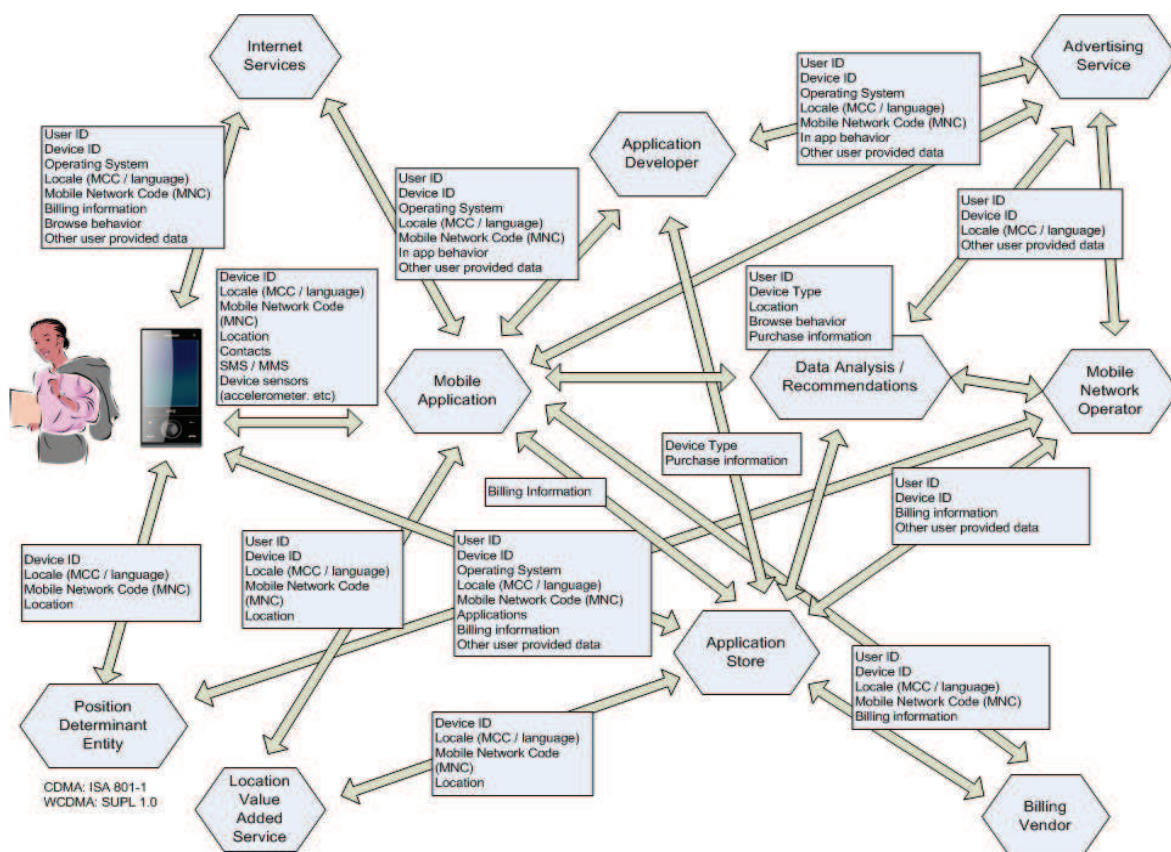 Internet
Services
Advertising
Service
User ID
Device ID
Operating System
Locale (MCC / language)
Mobile Network Code (MNC)
In app behavior
Other user provided data
User ID
Device ID
Operating System
Locale (MCC / language)
Mobile Network Code (MNC)
Billing information
Browse behavior
Other user provided data
Application
Developer
User ID
Device ID
Operating System
Locale (MCC / language)
Mobile Network Code (MNC)
In app behavior
Other user provided data
User ID
Device ID
Locale (MCC / language)
Other user provided data
Device ID
Locale (MCC / language)
Mobile Network Code
(MNC)
Location
Contacts
SMS / MMS
Device sensors
(accelerometer. etc)
User ID
Device Type
Location
Browse behavior
Purchase information
Mobile
Application
Data Analysis /
Recommendations
Mobile
Network
Operator
Device Type
Purchase information
Billing Information
User ID
Device ID
Billing information
Other user provided data
Device ID
Locale (MCC / language)
Mobile Network Code (MNC)
Location
User ID
Device ID
Locale (MCC / language)
Mobile Network Code
(MNC)
Location
User ID
Device ID
Operating System
Locale (MCC / language)
Mobile Network Code (MNC)
Applications
Billing information
Other user provided data
Application
Store
User ID
Device ID
Locale (MCC / language)
Mobile Network Code (MNC)
Billing information
Position
Determinant
Entity
CDMA: ISA 801-1
WCDMA: SUPL 1.0
Device ID
Locale (MCC / language)
Mobile Network Code
(MNC)
Location
Location
Value
Added
Service
Billing
Vendor